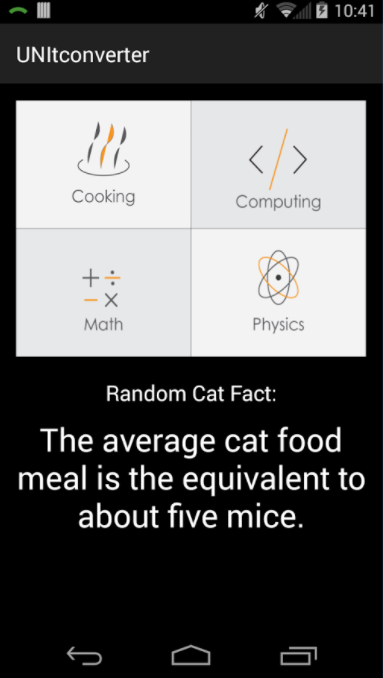 10:41
UNItconverter
Cooking
Computing
Math
Physics
Random Cat Fact:
The average cat food
meal is the equivalent to
about five mice.